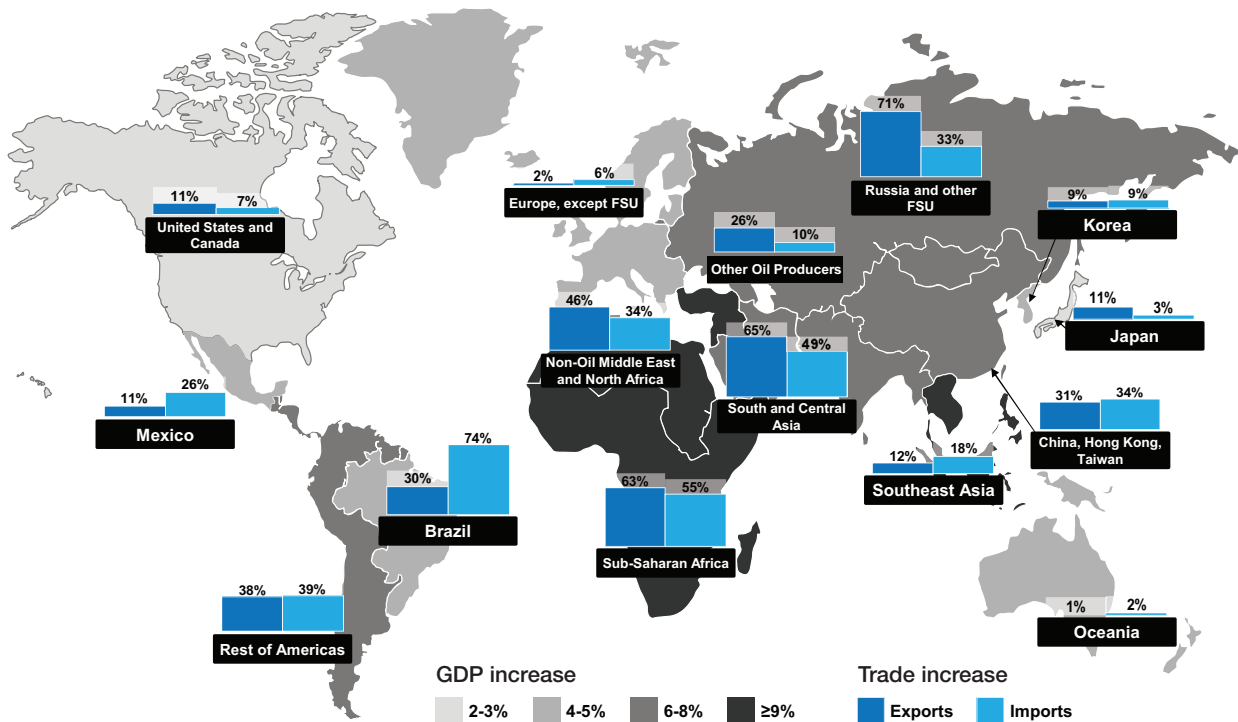 71%
33%
Russia and other
FSU
2%
6%
Europe, except FSU
11%
7%
United States and
Canada
9%
9%
Korea
26%
10%
Other Oil Producers
46%
34%
Non-Oil Middle East
and North Africa
65%
49%
South and Central
Asia
11%
3%
Japan
11%
26%
Mexico
31%
34%
China, Hong Kong,
Taiwan
12%
18%
Southeast Asia
30%
74%
Brazil
63%
55%
Sub-Saharan Africa
38%
39%
Rest of Americas
1%
2%
Oceania
GDP increase
2-3%
4-5%
6-8%
≥9%
Trade increase
Exports
Imports